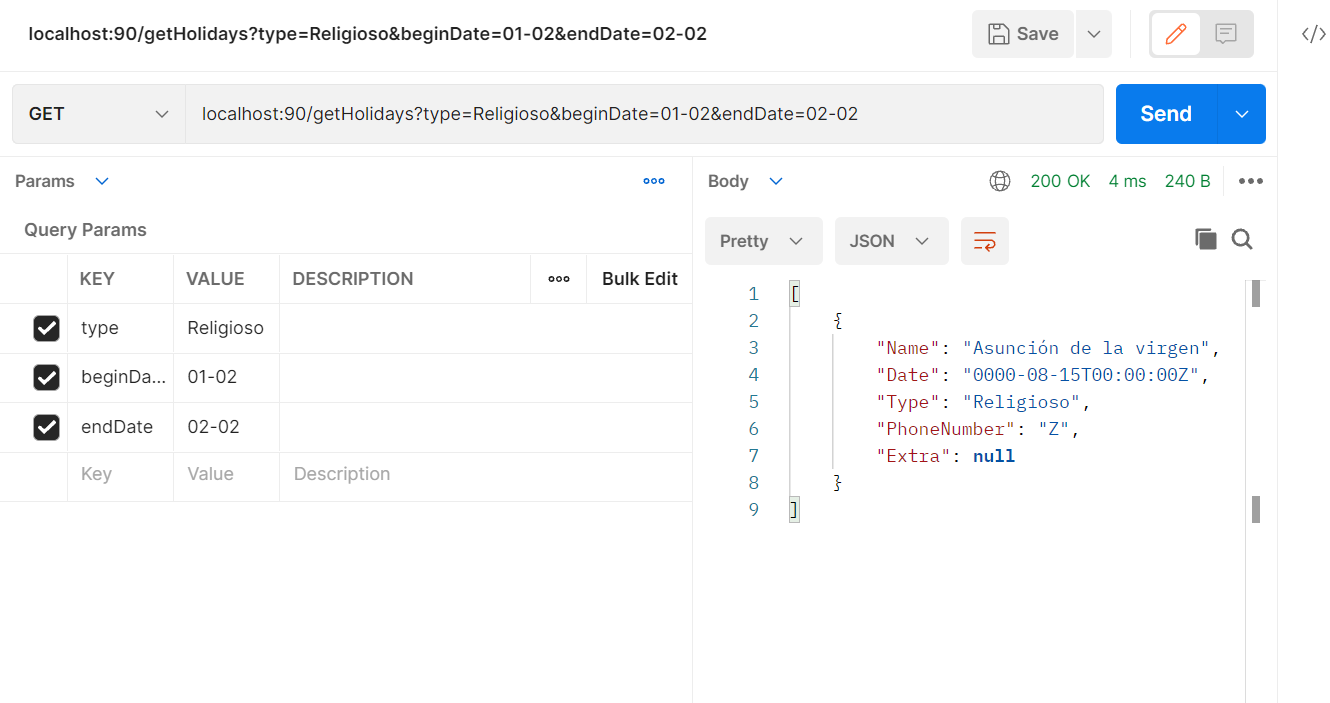 localhost:90/getHolidays?type=Religioso&beginDate=01-02&endDate=02-02
Save
</>
GET
localhost:90/getHolidays?type=Religioso&beginDate=01-02&endDate=02-02
Send
Params
Query Params
KEY VALUE DESCRIPTION Bulk Edit
type Religioso
beginDa... 01-02
endDate 02-02
Key Value Description
Body 200 OK 4 ms 240 B
Pretty JSON
1 [
2 {
3 "Name": "Asunción de la virgen",
4 "Date": "0000-08-15T00:00:00Z",
5 "Type": "Religioso",
6 "PhoneNumber": "Z",
7 "Extra": null
8 }
9 ]